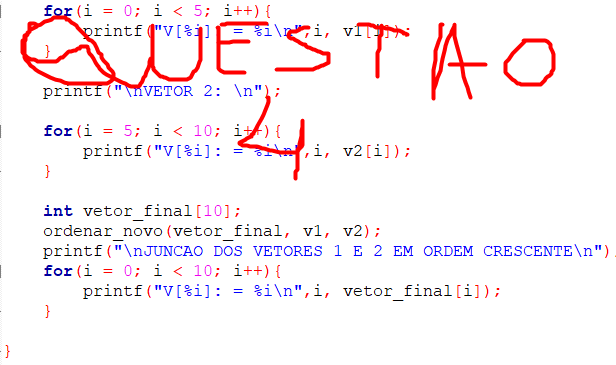 for(i = 0; i < 5; i++){
printf("V[%i]: = %i\n",i, v1[i]);
}
QUESTAO
printf("\nVETOR 2: \n");
4
for(i = 5; i < 10; i++){
printf("V[%i]: = %i\n",i, v2[i]);
}
int vetor_final[10];
ordenar_novo(vetor_final, v1, v2);
printf("\nJUNCAO DOS VETORES 1 E 2 EM ORDEM CRESCENTE\n")
for(i = 0; i < 10; i++){
printf("V[%i]: = %i\n",i, vetor_final[i]);
}
}